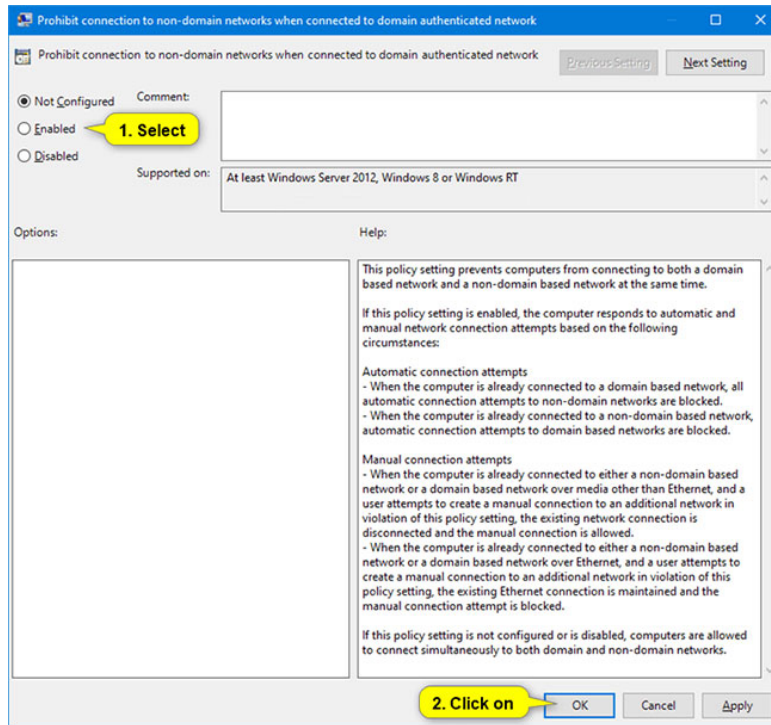 Prohibit connection to non-domain networks when connected to domain authenticated network
Prohibit connection to non-domain networks when connected to domain authenticated network
Previous Setting
Next Setting
Not Configured
Comment:
Enabled
1. Select
Disabled
Supported on:
At least Windows Server 2012, Windows 8 or Windows RT
Options:
Help:
This policy setting prevents computers from connecting to both a domain
based network and a non-domain based network at the same time.
If this policy setting is enabled, the computer responds to automatic and
manual network connection attempts based on the following
circumstances:
Automatic connection attempts
- When the computer is already connected to a domain based network, all
automatic connection attempts to non-domain networks are blocked.
- When the computer is already connected to a non-domain based network,
automatic connection attempts to domain based networks are blocked.
Manual connection attempts
- When the computer is already connected to either a non-domain based
network or a domain based network over media other than Ethernet, and a
user attempts to create a manual connection to an additional network in
violation of this policy setting, the existing network connection is
disconnected and the manual connection is allowed.
- When the computer is already connected to either a non-domain based
network or a domain based network over Ethernet, and a user attempts to
create a manual connection to an additional network in violation of this
policy setting, the existing Ethernet connection is maintained and the
manual connection attempt is blocked.
If this policy setting is not configured or is disabled, computers are allowed
to connect simultaneously to both domain and non-domain networks.
2. Click on
OK
Cancel
Apply